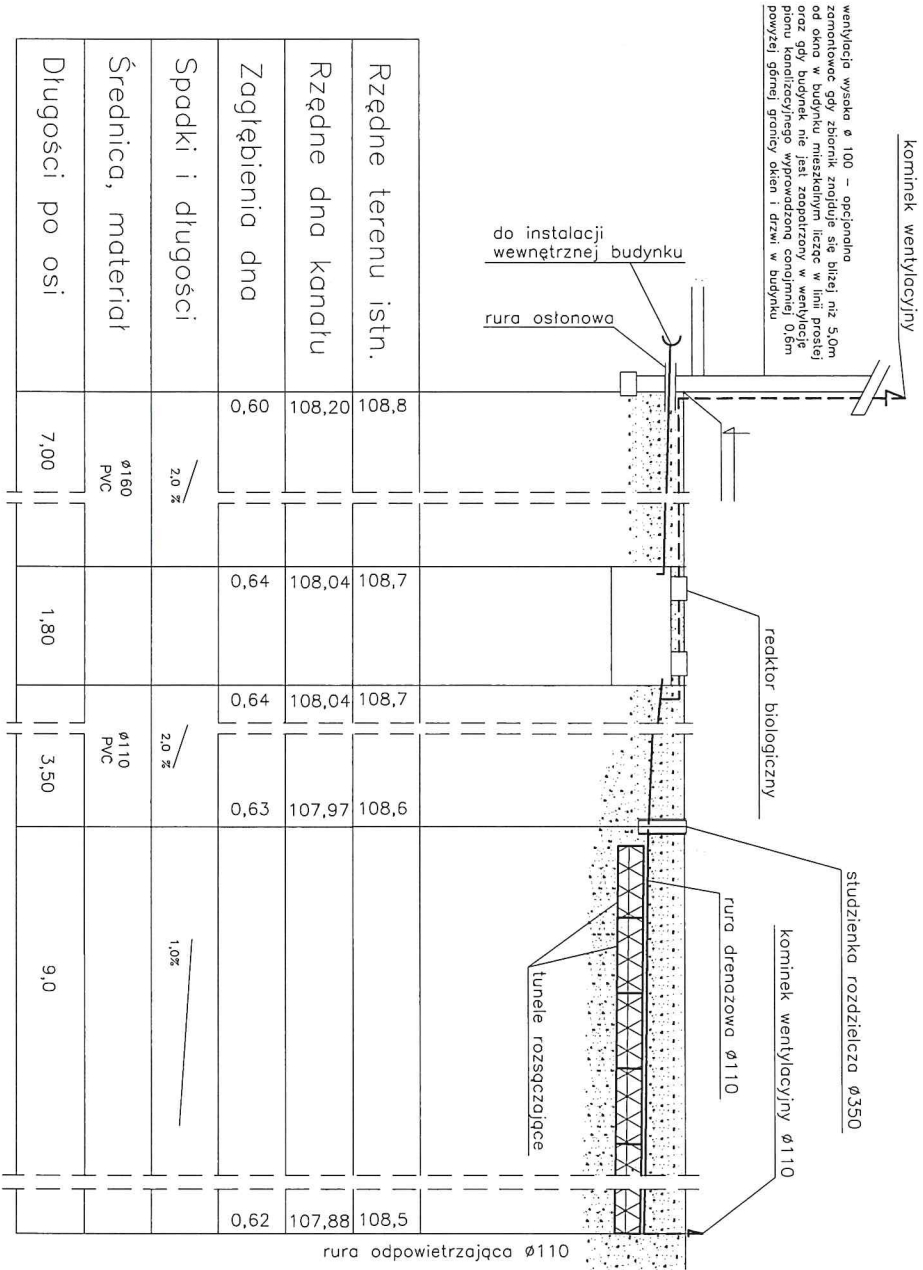 kominek wentylacyjny
wentylacja wysoka ø 100 – opcjonalna
zamontować gdy zbiornik znajduje się bliżej niż 5,0m
od okna w budynku mieszkalnym licząc w linii prostej
oraz gdy budynek nie jest zaopatrzony w wentylację
pionu kanalizacyjnego wyprowadzoną conajmniej 0,6m
powyżej górnej granicy okien i drzwi w budynku
do instalacji
wewnętrznej budynku
rura osłonowa
reaktor biologiczny
studzienka rozdzielcza ø350
kominek wentylacyjny ø110
rura drenażowa ø110
tunele rozsączające
rura odpowietrzająca ø110
Rzędne terenu istn.
108,8
108,7
108,7
108,6
108,5
Rzędne dna kanału
108,20
108,04
108,04
107,97
107,88
Zagłębienia dna
0,60
0,64
0,64
0,63
0,62
Spadki i długości
2,0 %
2,0 %
1,0%
Średnica, materiał
ø160
PVC
ø110
PVC
Długości po osi
7,00
1,80
3,50
9,0